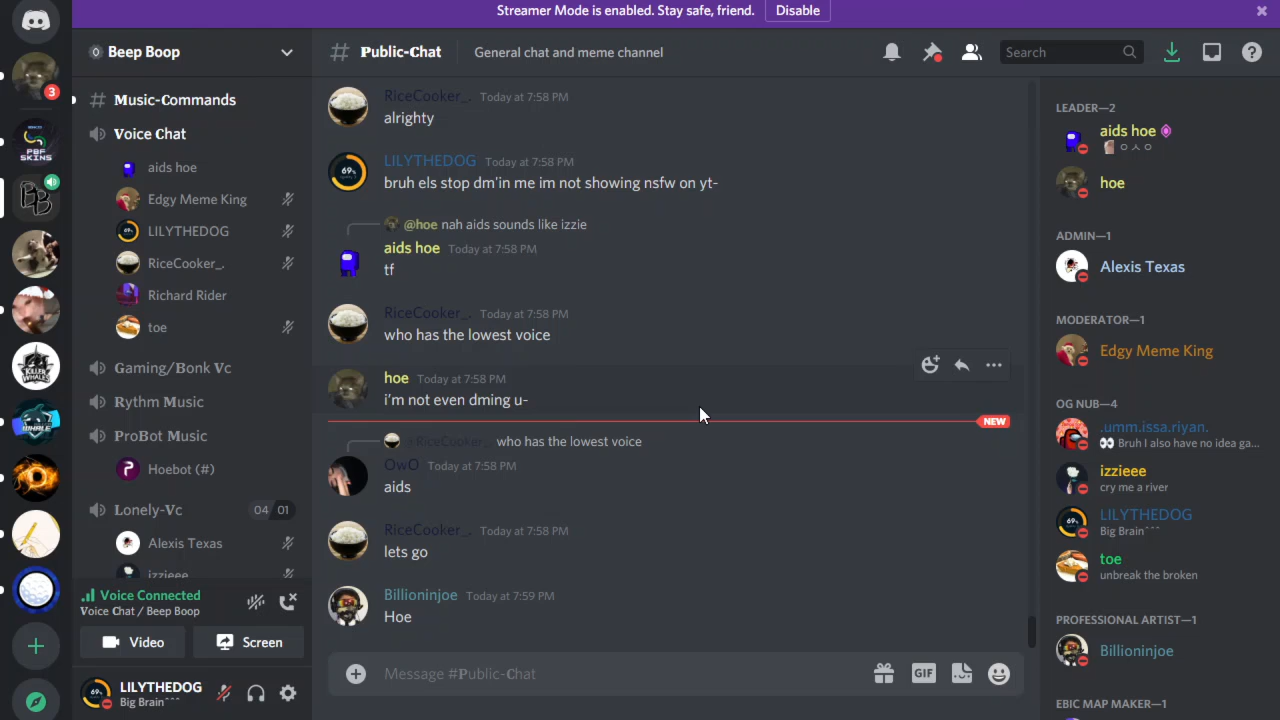 Streamer Mode is enabled. Stay safe, friend.
Disable
Beep Boop
# Public-Chat
General chat and meme channel
Search
3
PBF
SKINS
# Music-Commands
Voice Chat
aids hoe
Edgy Meme King
LILYTHEDOG
RiceCooker_.
Richard Rider
toe
Gaming/Bonk Vc
Rythm Music
ProBot Music
Hoebot (#)
Lonely-Vc
04 01
Alexis Texas
izzieee
Voice Connected
Voice Chat / Beep Boop
Video
Screen
LILYTHEDOG
Big Brain^^^
RiceCooker_. Today at 7:58 PM
alrighty
LILYTHEDOG Today at 7:58 PM
bruh els stop dm'in me im not showing nsfw on yt-
@hoe nah aids sounds like izzie
aids hoe Today at 7:58 PM
tf
RiceCooker_. Today at 7:58 PM
who has the lowest voice
hoe Today at 7:58 PM
i'm not even dming u-
NEW
@RiceCooker_. who has the lowest voice
OwO Today at 7:58 PM
aids
RiceCooker_. Today at 7:58 PM
lets go
Billioninjoe Today at 7:59 PM
Hoe
Message #Public-Chat
GIF
LEADER—2
aids hoe
ㅇㅅㅇ
hoe
ADMIN—1
Alexis Texas
MODERATOR—1
Edgy Meme King
OG NUB—4
.umm.issa.riyan.
👀 Bruh I also have no idea ga...
izzieee
cry me a river
LILYTHEDOG
Big Brain^^^
toe
unbreak the broken
PROFESSIONAL ARTIST—1
Billioninjoe
EBIC MAP MAKER—1